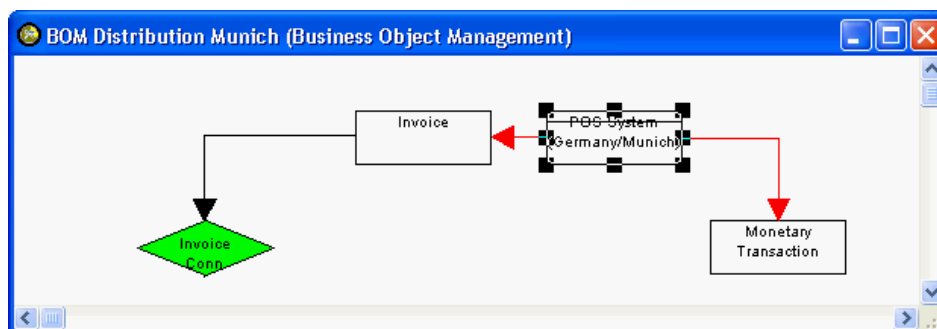 BOM Distribution Munich (Business Object Management)
Invoice
POS System
(Germany/Munich)
Invoice
Conn
Monetary
Transaction